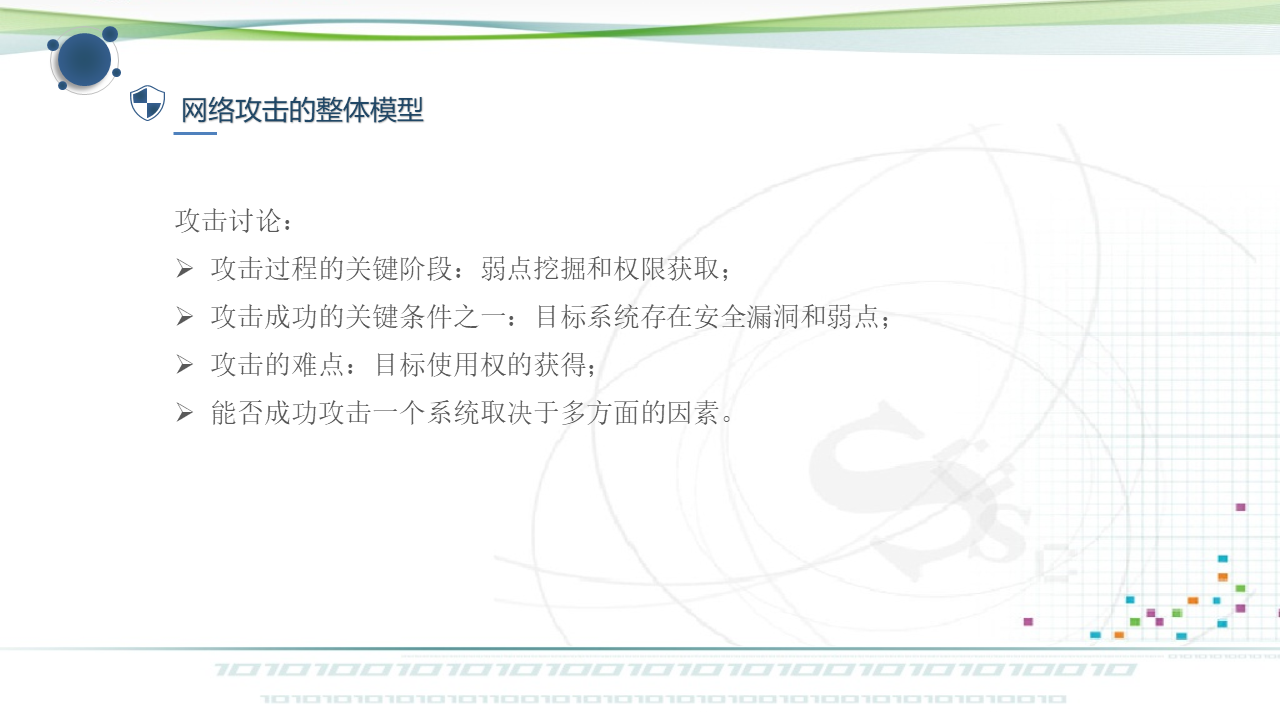 网络攻击的整体模型
攻击讨论：
➢ 攻击过程的关键阶段：弱点挖掘和权限获取；
➢ 攻击成功的关键条件之一：目标系统存在安全漏洞和弱点；
➢ 攻击的难点：目标使用权的获得；
➢ 能否成功攻击一个系统取决于多方面的因素。